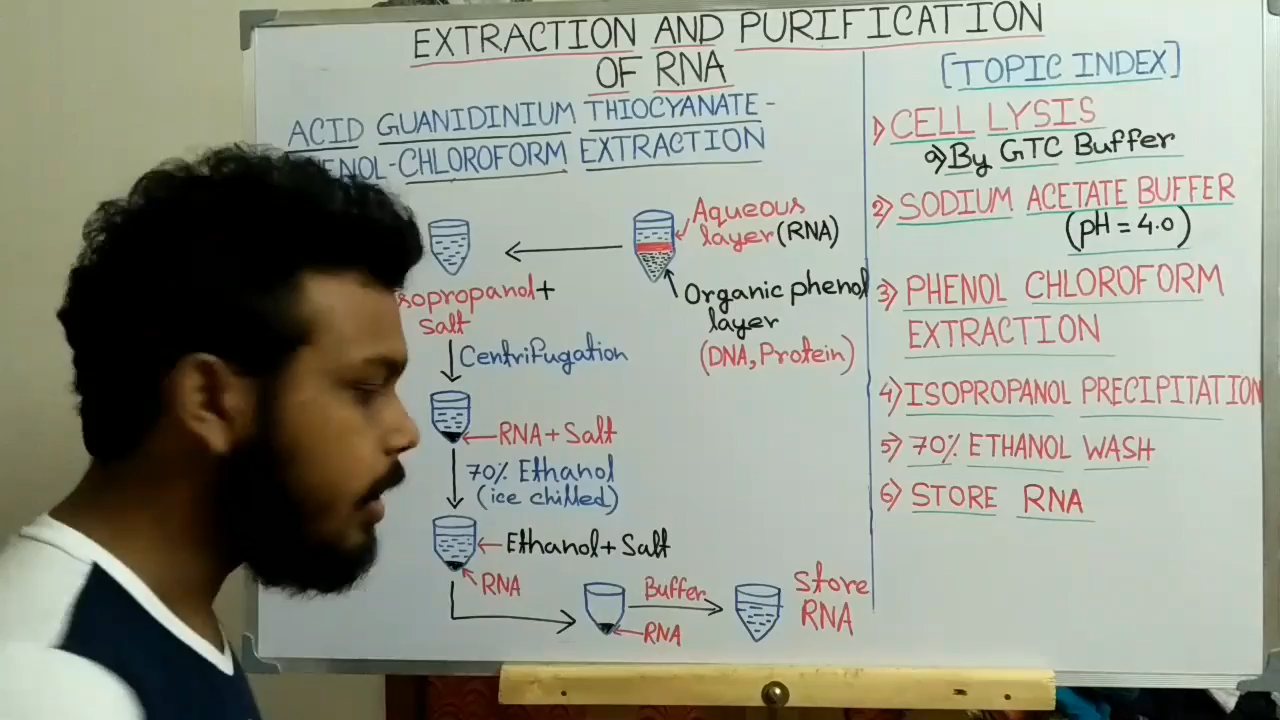 EXTRACTION AND PURIFICATION
OF RNA
ACID GUANIDINIUM THIOCYANATE-
ENOL-CHLOROFORM EXTRACTION
Aqueous
layer (RNA)
Organic phenol
layer
(DNA, Protein)
sopropanol+
Salt
Centrifugation
RNA + Salt
70% Ethanol
(ice chilled)
Ethanol + Salt
RNA
Buffer
RNA
Store
RNA
[TOPIC INDEX]
1) CELL LYSIS
a) By GTC Buffer
2) SODIUM ACETATE BUFFER
(pH = 4.0)
3) PHENOL CHLOROFORM
EXTRACTION
4) ISOPROPANOL PRECIPITATION
5) 70% ETHANOL WASH
6) STORE RNA